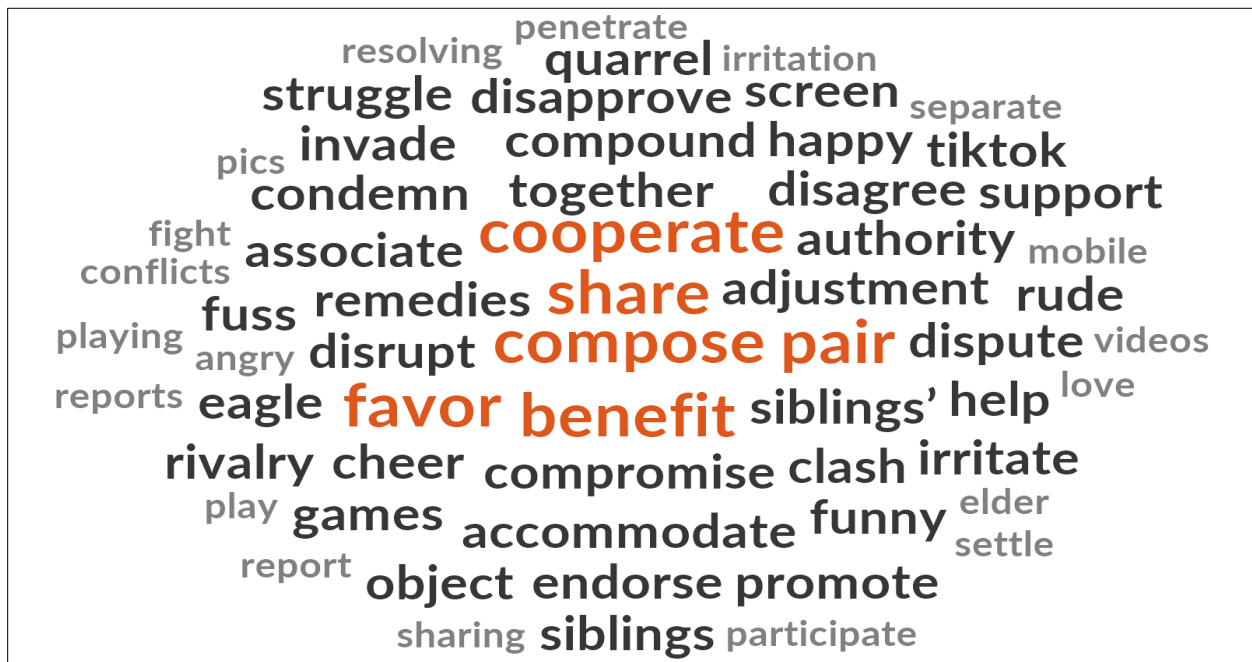 penetrate
resolving quarrel irritation
struggle disapprove screen separate
invade compound happy tiktok
pics condemn together disagree support
fight associate cooperate authority mobile
conflicts
fuss remedies share adjustment rude
playing angry disrupt compose pair dispute videos
reports eagle favor benefit siblings’ help love
rivalry cheer compromise clash irritate
play games accommodate funny elder
settle
report object endorse promote
sharing siblings participate